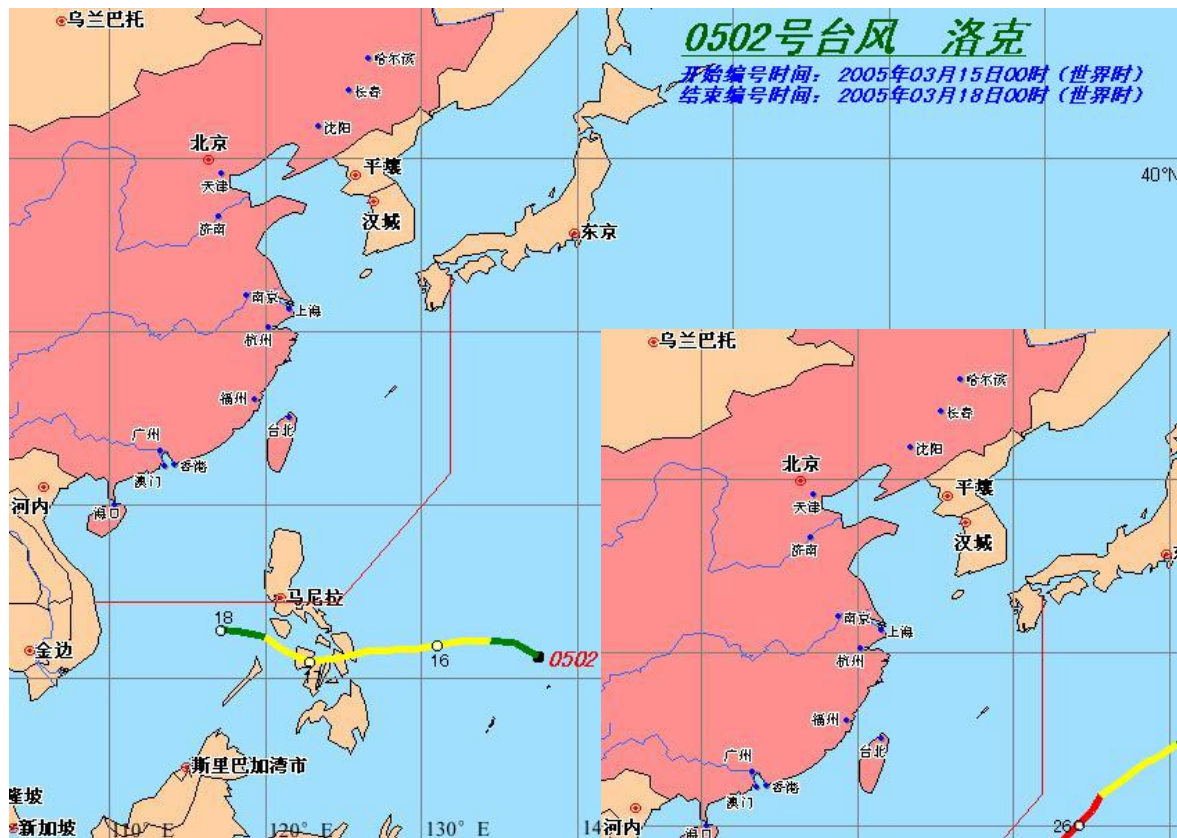 乌兰巴托
0502号台风 洛克
哈尔滨
开始编号时间：2005年03月15日00时（世界时）
长春
结束编号时间：2005年03月18日00时（世界时）
沈阳
北京
平壤
40°N
天津
汉城
济南
东京
南京
上海
杭州
福州
台北
广州
香港
澳门
河内
海口
马尼拉
18
16
17
金边
0502
斯里巴加湾市
隆坡
新加坡
110° E
120° E
130° E
14
乌兰巴托
哈尔滨
长春
沈阳
北京
平壤
天津
汉城
济南
南京
上海
杭州
福州
台北
广州
香港
澳门
河内
海口
26